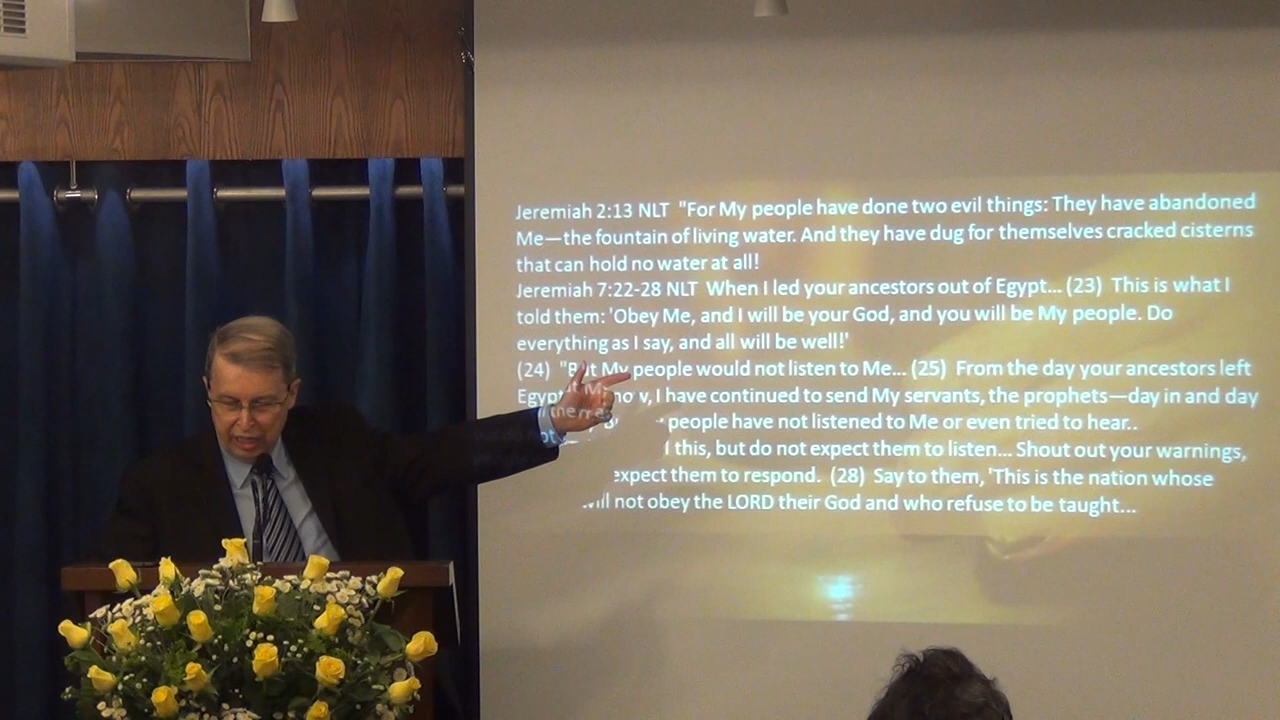 Jeremiah 2:13 NLT "For My people have done two evil things: They have abandoned
Me—the fountain of living water. And they have dug for themselves cracked cisterns
that can hold no water at all!
Jeremiah 7:22-28 NLT When I led your ancestors out of Egypt... (23) This is what I
told them: 'Obey Me, and I will be your God, and you will be My people. Do
everything as I say, and all will be well!'
(24) "But My people would not listen to Me... (25) From the day your ancestors left
Egypt I have continued to send My servants, the prophets—day in and day
people have not listened to Me or even tried to hear..
this, but do not expect them to listen... Shout out your warnings,
expect them to respond. (28) Say to them, 'This is the nation whose
will not obey the LORD their God and who refuse to be taught...